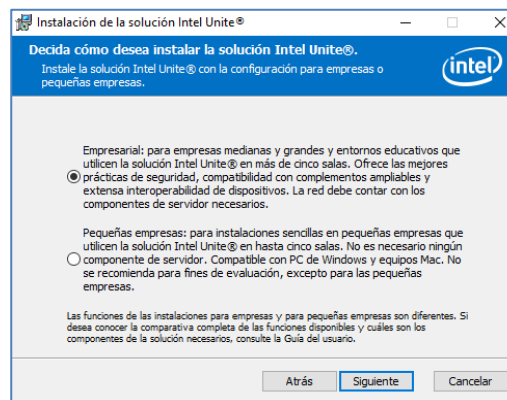 Instalación de la solución Intel Unite®
Decida cómo desea instalar la solución Intel Unite®.
Instale la solución Intel Unite® con la configuración para empresas o
pequeñas empresas.
intel
Empresarial: para empresas medianas y grandes y entornos educativos que
utilicen la solución Intel Unite® en más de cinco salas. Ofrece las mejores
prácticas de seguridad, compatibilidad con complementos ampliables y
extensa interoperabilidad de dispositivos. La red debe contar con los
componentes de servidor necesarios.
Pequeñas empresas: para instalaciones sencillas en pequeñas empresas que
utilicen la solución Intel Unite® en hasta cinco salas. No es necesario ningún
componente de servidor. Compatible con PC de Windows y equipos Mac. No
se recomienda para fines de evaluación, excepto para las pequeñas
empresas.
Las funciones de las instalaciones para empresas y para pequeñas empresas son diferentes. Si
desea conocer la comparativa completa de las funciones disponibles y cuáles son los
componentes de la solución necesarios, consulte la Guía del usuario.
Atrás Siguiente Cancelar